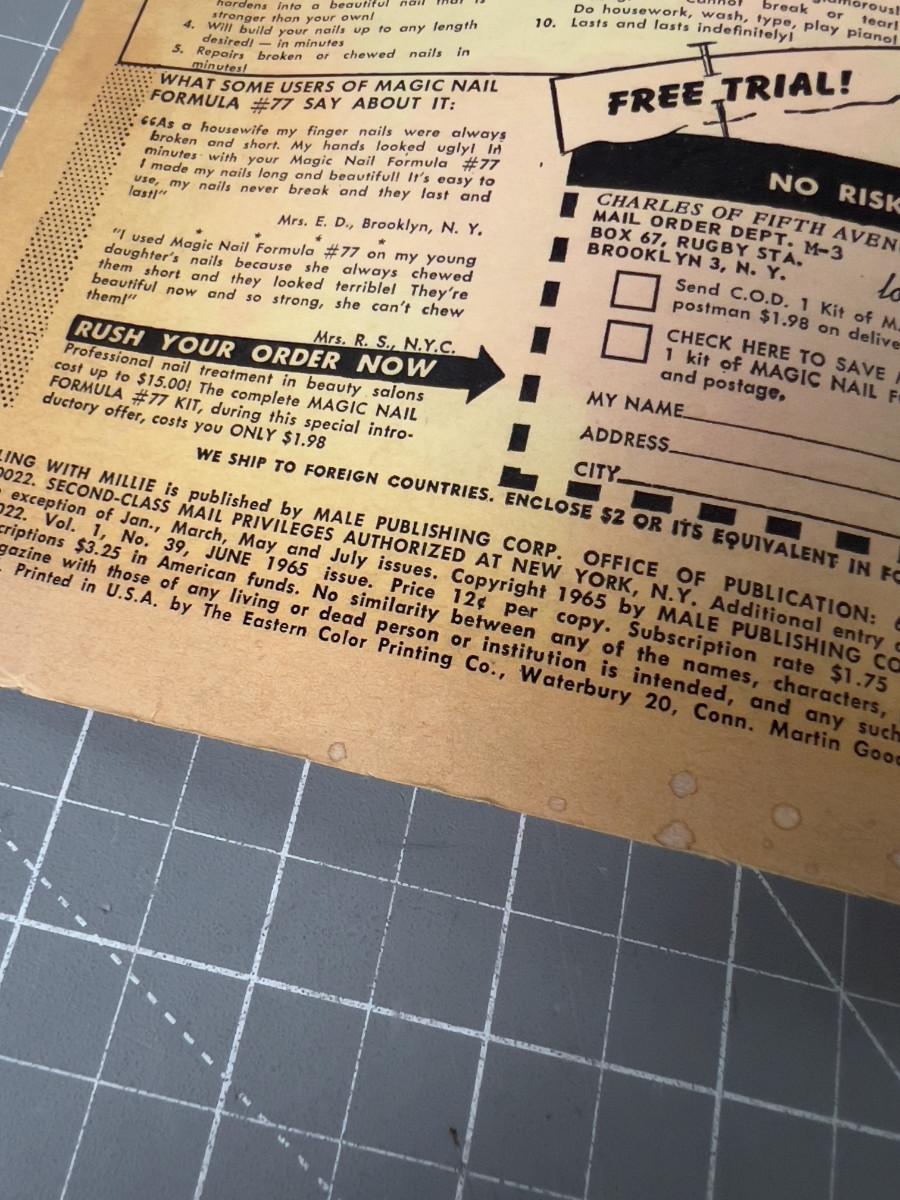 hardens into a beautiful nail that is
stronger than your own!
4. Will build your nails up to any length
desired! — in minutes
5. Repairs broken or chewed nails in
minutes!
break or tear!
Do housework, wash, type, play piano!
10. Lasts and lasts indefinitely!
WHAT SOME USERS OF MAGIC NAIL
FORMULA #77 SAY ABOUT IT:
“As a housewife my finger nails were always
broken and short. My hands looked ugly! In
minutes with your Magic Nail Formula #77
I made my nails long and beautiful! It's easy to
use, my nails never break and they last and
last!”
Mrs. E. D., Brooklyn, N. Y.
* * * *
"I used Magic Nail Formula #77 on my young
daughter's nails because she always chewed
them short and they looked terrible! They're
beautiful now and so strong, she can't chew
them!"
Mrs. R. S., N.Y.C.
RUSH YOUR ORDER NOW
Professional nail treatment in beauty salons
cost up to $15.00! The complete MAGIC NAIL
FORMULA #77 KIT, during this special intro-
ductory offer, costs you ONLY $1.98
FREE TRIAL!
NO RISK
CHARLES OF FIFTH AVEN
MAIL ORDER DEPT. M-3
BOX 67, RUGBY STA.
BROOKLYN 3, N. Y.
Send C.O.D. 1 Kit of M
postman $1.98 on delive
CHECK HERE TO SAVE
1 kit of MAGIC NAIL F
and postage.
MY NAME
ADDRESS
CITY
WE SHIP TO FOREIGN COUNTRIES. ENCLOSE $2 OR ITS EQUIVALENT IN FO
LING WITH MILLIE is published by MALE PUBLISHING CORP. OFFICE OF PUBLICATION: 6
0022. SECOND-CLASS MAIL PRIVILEGES AUTHORIZED AT NEW YORK, N.Y. Additional entry
exception of Jan., March, May and July issues. Copyright 1965 by MALE PUBLISHING CO
022. Vol. 1, No. 39, JUNE 1965 issue. Price 12¢ per copy. Subscription rate $1.75
criptions $3.25 in American funds. No similarity between any of the names, characters,
gazine with those of any living or dead person or institution is intended, and any such
. Printed in U.S.A. by The Eastern Color Printing Co., Waterbury 20, Conn. Martin Good